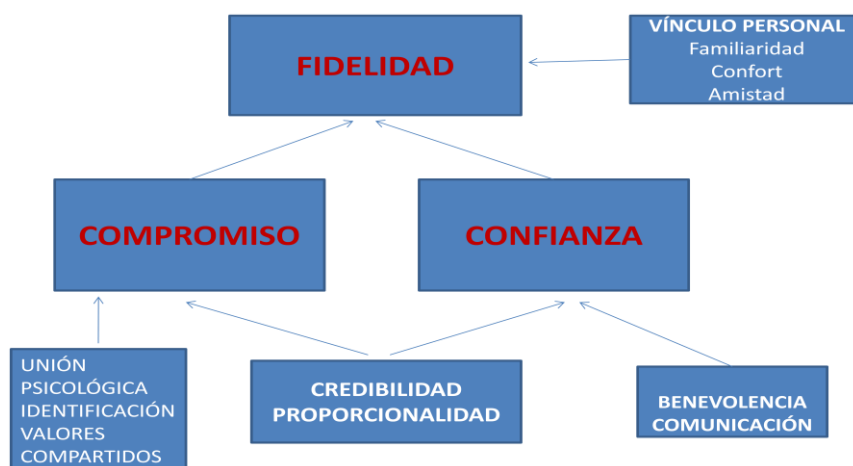 VÍNCULO PERSONAL
Familiaridad
Confort
Amistad
FIDELIDAD
COMPROMISO
CONFIANZA
UNIÓN
PSICOLÓGICA
IDENTIFICACIÓN
VALORES
COMPARTIDOS
CREDIBILIDAD
PROPORCIONALIDAD
BENEVOLENCIA
COMUNICACIÓN